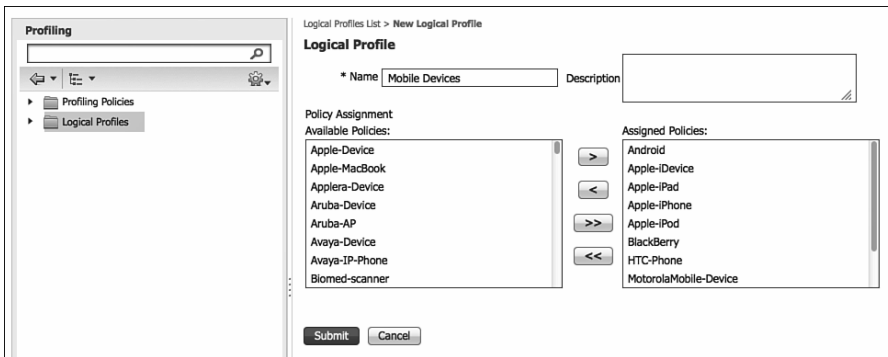 Profiling
Profiling Policies
Logical Profiles
Logical Profiles List > New Logical Profile
Logical Profile
* Name Mobile Devices Description
Policy Assignment
Available Policies:
Apple-Device
Apple-MacBook
Applera-Device
Aruba-Device
Aruba-AP
Avaya-Device
Avaya-IP-Phone
Biomed-scanner
>
<
>>
<<
Assigned Policies:
Android
Apple-iDevice
Apple-iPad
Apple-iPhone
Apple-iPod
BlackBerry
HTC-Phone
MotorolaMobile-Device
Submit Cancel